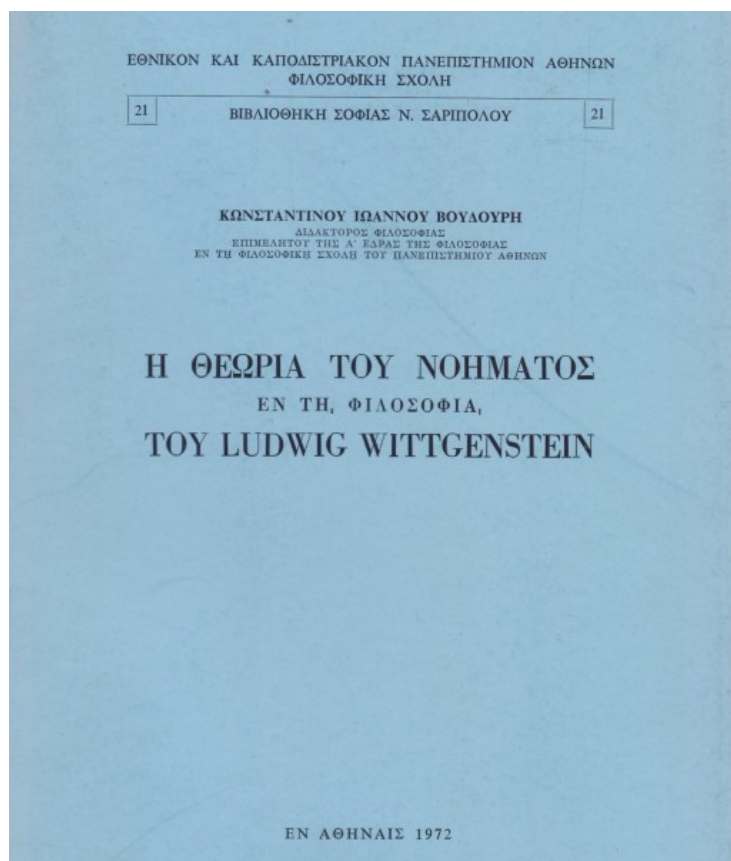 ΕΘΝΙΚΟΝ ΚΑΙ ΚΑΠΟΔΙΣΤΡΙΑΚΟΝ ΠΑΝΕΠΙΣΤΗΜΙΟΝ ΑΘΗΝΩΝ
ΦΙΛΟΣΟΦΙΚΗ ΣΧΟΛΗ
21 ΒΙΒΛΙΟΘΗΚΗ ΣΟΦΙΑΣ Ν. ΣΑΡΙΠΟΛΟΥ 21
ΚΩΝΣΤΑΝΤΙΝΟΥ ΙΩΑΝΝΟΥ ΒΟΥΔΟΥΡΗ
ΔΙΔΑΚΤΟΡΟΣ ΦΙΛΟΣΟΦΙΑΣ
ΕΠΙΜΕΛΗΤΟΥ ΤΗΣ Α' ΕΔΡΑΣ ΤΗΣ ΦΙΛΟΣΟΦΙΑΣ
ΕΝ ΤΗ ΦΙΛΟΣΟΦΙΚΗ ΣΧΟΛΗ ΤΟΥ ΠΑΝΕΠΙΣΤΗΜΙΟΥ ΑΘΗΝΩΝ
Η ΘΕΩΡΙΑ ΤΟΥ ΝΟΗΜΑΤΟΣ
ΕΝ ΤΗι ΦΙΛΟΣΟΦΙΑι
ΤΟΥ LUDWIG WITTGENSTEIN
ΕΝ ΑΘΗΝΑΙΣ 1972